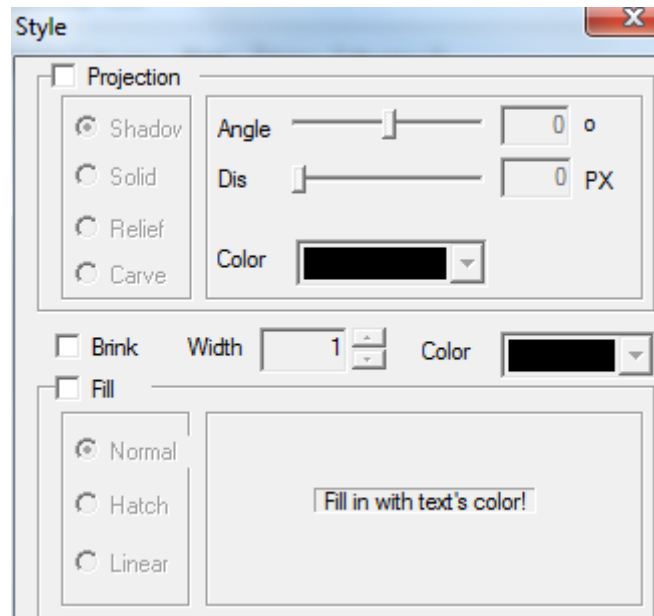 Style
Projection
Shadov
Angle
0 o
Solid
Dis
0 PX
Relief
Carve
Color
Brink Width 1 Color
Fill
Normal
Hatch
Linear
Fill in with text's color!